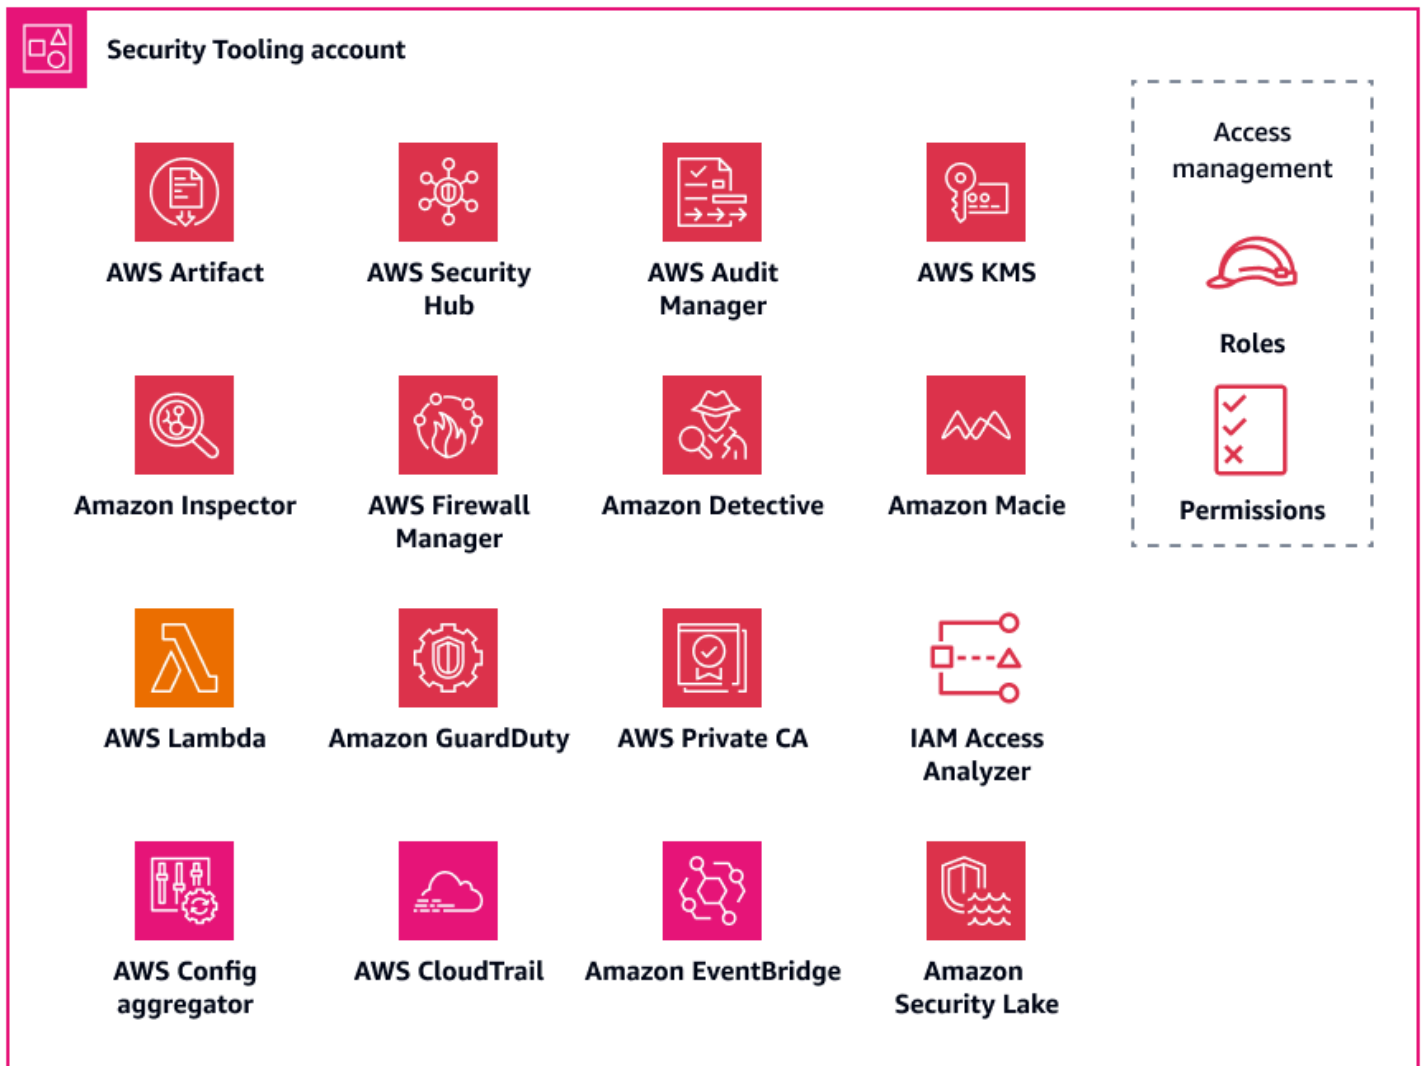 Security Tooling account
Access
management
AWS Artifact
AWS Security
Hub
AWS Audit
Manager
AWS KMS
Roles
Amazon Inspector
AWS Firewall
Manager
Amazon Detective
Amazon Macie
Permissions
AWS Lambda
Amazon GuardDuty
AWS Private CA
IAM Access
Analyzer
AWS Config
aggregator
AWS CloudTrail
Amazon EventBridge
Amazon
Security Lake